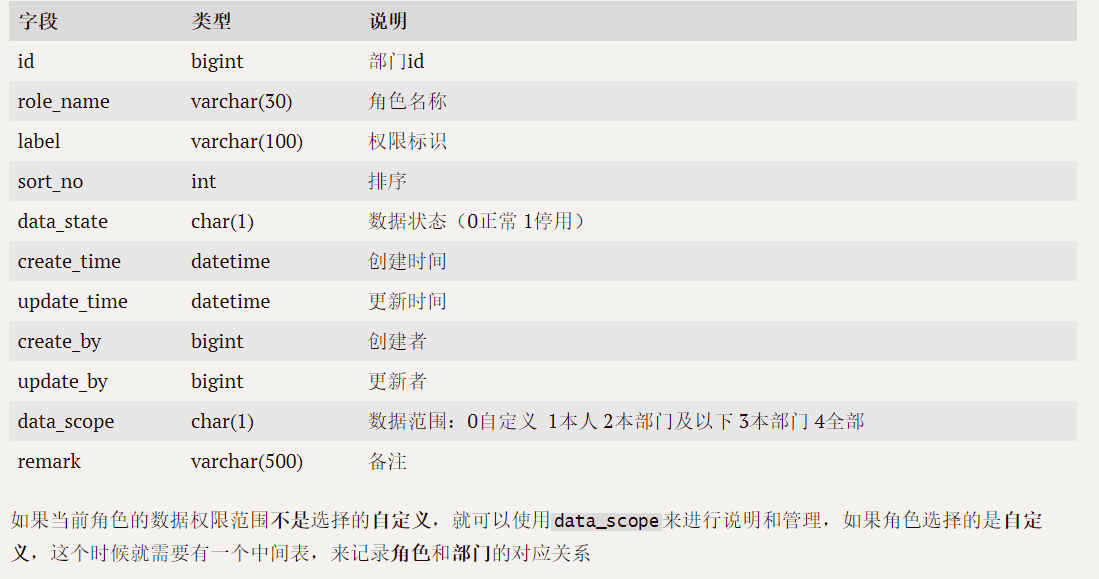 字段 类型 说明
id bigint 部门id
role_name varchar(30) 角色名称
label varchar(100) 权限标识
sort_no int 排序
data_state char(1) 数据状态（0正常 1停用）
create_time datetime 创建时间
update_time datetime 更新时间
create_by bigint 创建者
update_by bigint 更新者
data_scope char(1) 数据范围：0自定义 1本人 2本部门及以下 3本部门 4全部
remark varchar(500) 备注
如果当前角色的数据权限范围不是选择的自定义，就可以使用data_scope来进行说明和管理，如果角色选择的是自定
义，这个时候就需要有一个中间表，来记录角色和部门的对应关系